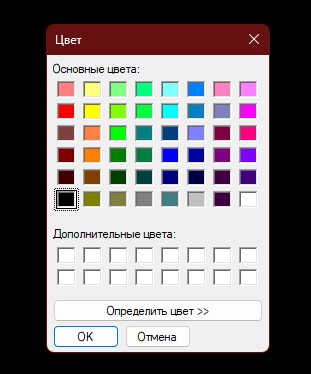 Цвет
Основные цвета:
Дополнительные цвета:
Определить цвет >>
OK
Отмена